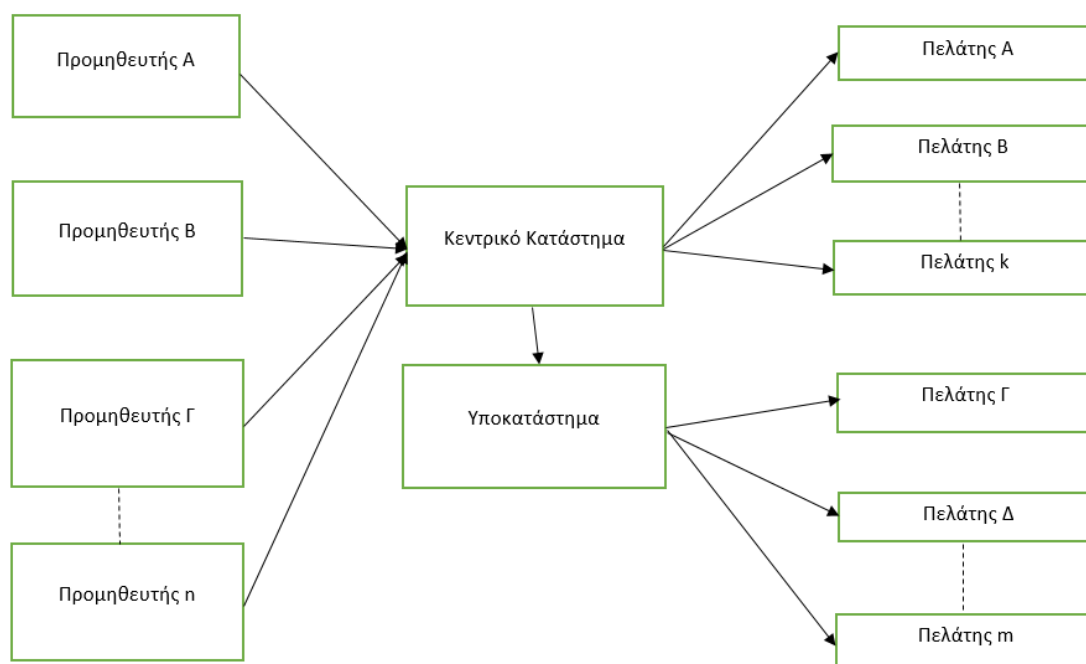 Προμηθευτής Α
Προμηθευτής Β
Προμηθευτής Γ
Προμηθευτής n
Κεντρικό Κατάστημα
Υποκατάστημα
Πελάτης Α
Πελάτης Β
Πελάτης k
Πελάτης Γ
Πελάτης Δ
Πελάτης m